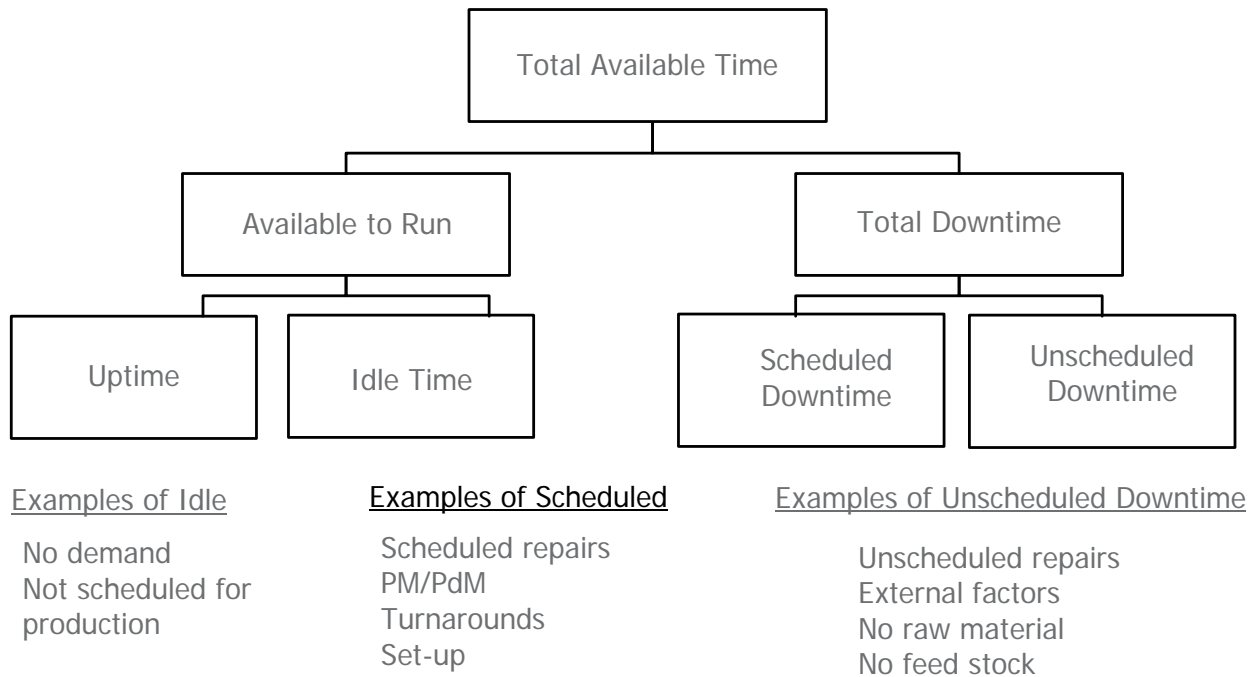 Total Available Time
Available to Run
Total Downtime
Uptime
Idle Time
Scheduled
Downtime
Unscheduled
Downtime
Examples of Idle
No demand
Not scheduled for
production
Examples of Scheduled
Scheduled repairs
PM/PdM
Turnarounds
Set-up
Examples of Unscheduled Downtime
Unscheduled repairs
External factors
No raw material
No feed stock